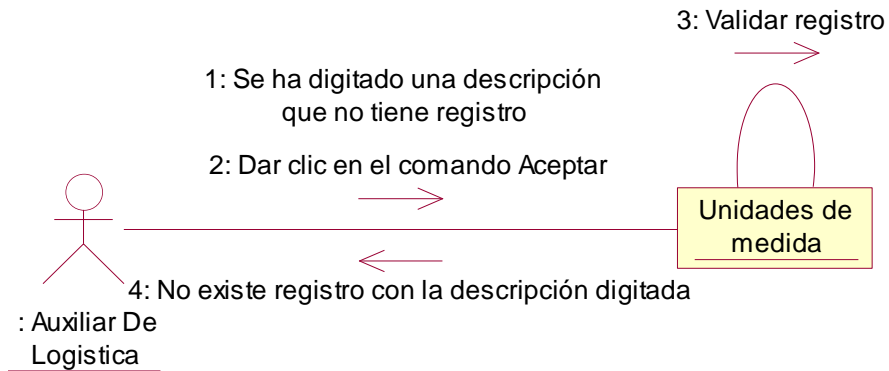 3: Validar registro
1: Se ha digitado una descripción
que no tiene registro
2: Dar clic en el comando Aceptar
Unidades de
medida
4: No existe registro con la descripción digitada
: Auxiliar De
Logistica